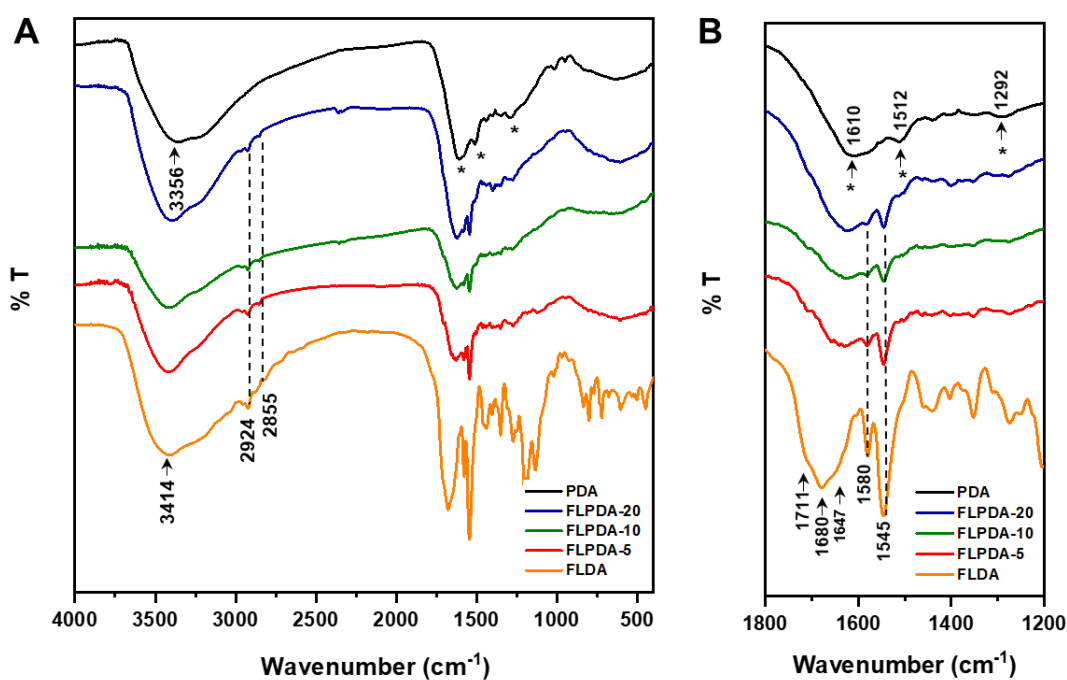 A
% T
3356
*
*
*
2924
2855
3414
PDA
FLPDA-20
FLPDA-10
FLPDA-5
FLDA
4000 3500 3000 2500 2000 1500 1000 500
Wavenumber (cm-1)
B
% T
1610
1512
1292
*
*
*
1711
1680
1647
1580
1545
PDA
FLPDA-20
FLPDA-10
FLPDA-5
FLDA
1800 1600 1400 1200
Wavenumber (cm-1)